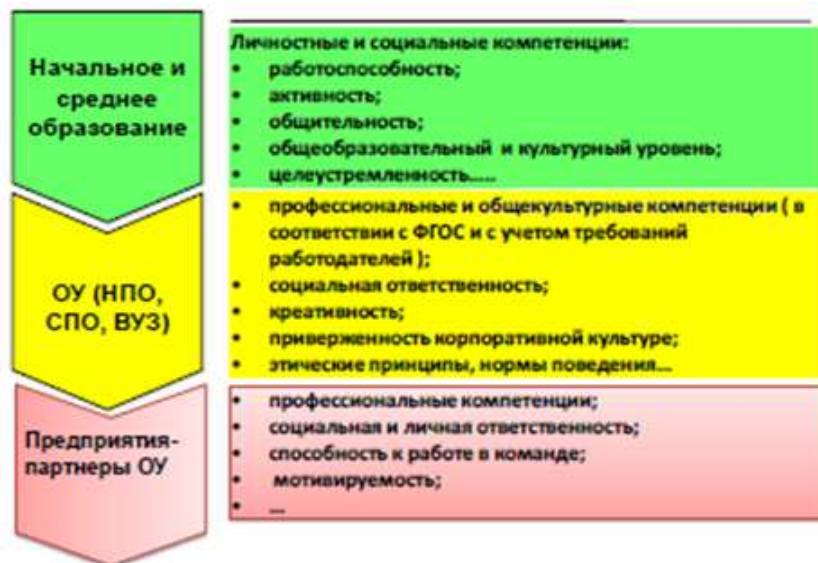 Начальное и
среднее
образование
Личностные и социальные компетенции:
• работоспособность;
• активность;
• общительность;
• общеобразовательный и культурный уровень;
• целеустремленность.....
ОУ (НПО,
СПО, ВУЗ)
• профессиональные и общекультурные компетенции ( в
соответствии с ФГОС и с учетом требований
работодателей );
• социальная ответственность;
• креативность;
• приверженность корпоративной культуре;
• этические принципы, нормы поведения...
Предприятия-
партнеры ОУ
• профессиональные компетенции;
• социальная и личная ответственность;
• способность к работе в команде;
• мотивируемость;
• ...